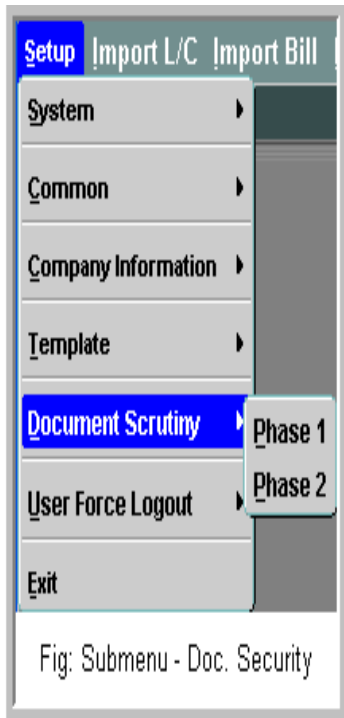 Setup Import L/C Import Bill
System
Common
Company Information
Template
Document Scrutiny
Phase 1
Phase 2
User Force Logout
Exit
Fig: Submenu - Doc. Security